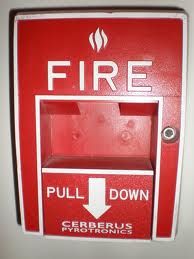 FIRE
PULL DOWN
CERBERUS
PYROTRONICS